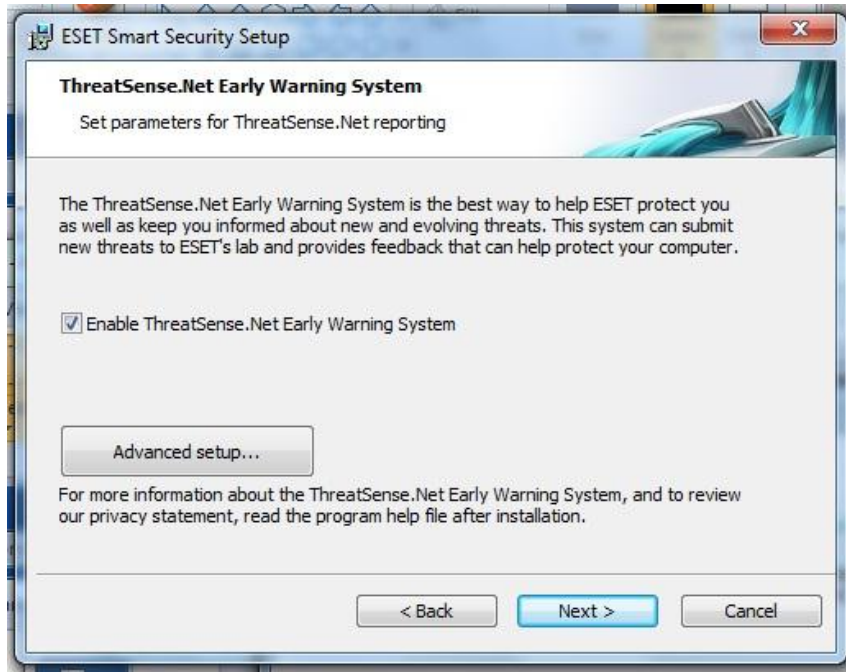 ESET Smart Security Setup
ThreatSense.Net Early Warning System
Set parameters for ThreatSense.Net reporting
The ThreatSense.Net Early Warning System is the best way to help ESET protect you
as well as keep you informed about new and evolving threats. This system can submit
new threats to ESET's lab and provides feedback that can help protect your computer.
Enable ThreatSense.Net Early Warning System
Advanced setup...
For more information about the ThreatSense.Net Early Warning System, and to review
our privacy statement, read the program help file after installation.
< Back Next > Cancel